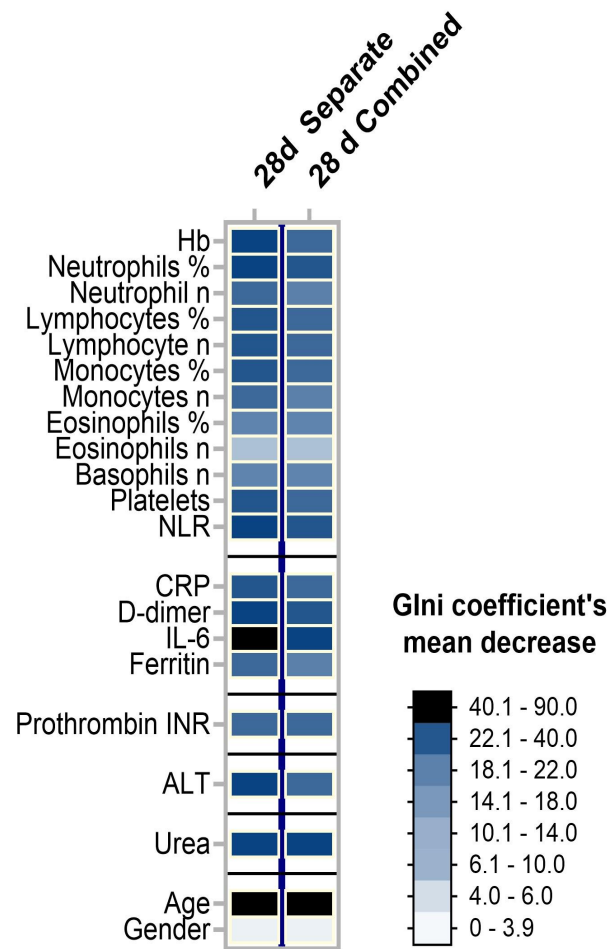 28d Separate
28 d Combined
Hb
Neutrophils %
Neutrophil n
Lymphocytes %
Lymphocyte n
Monocytes %
Monocytes n
Eosinophils %
Eosinophils n
Basophils n
Platelets
NLR
CRP
D-dimer
IL-6
Ferritin
Prothrombin INR
ALT
Urea
Age
Gender
GIni coefficient's
mean decrease
40.1 - 90.0
22.1 - 40.0
18.1 - 22.0
14.1 - 18.0
10.1 - 14.0
6.1 - 10.0
4.0 - 6.0
0 - 3.9